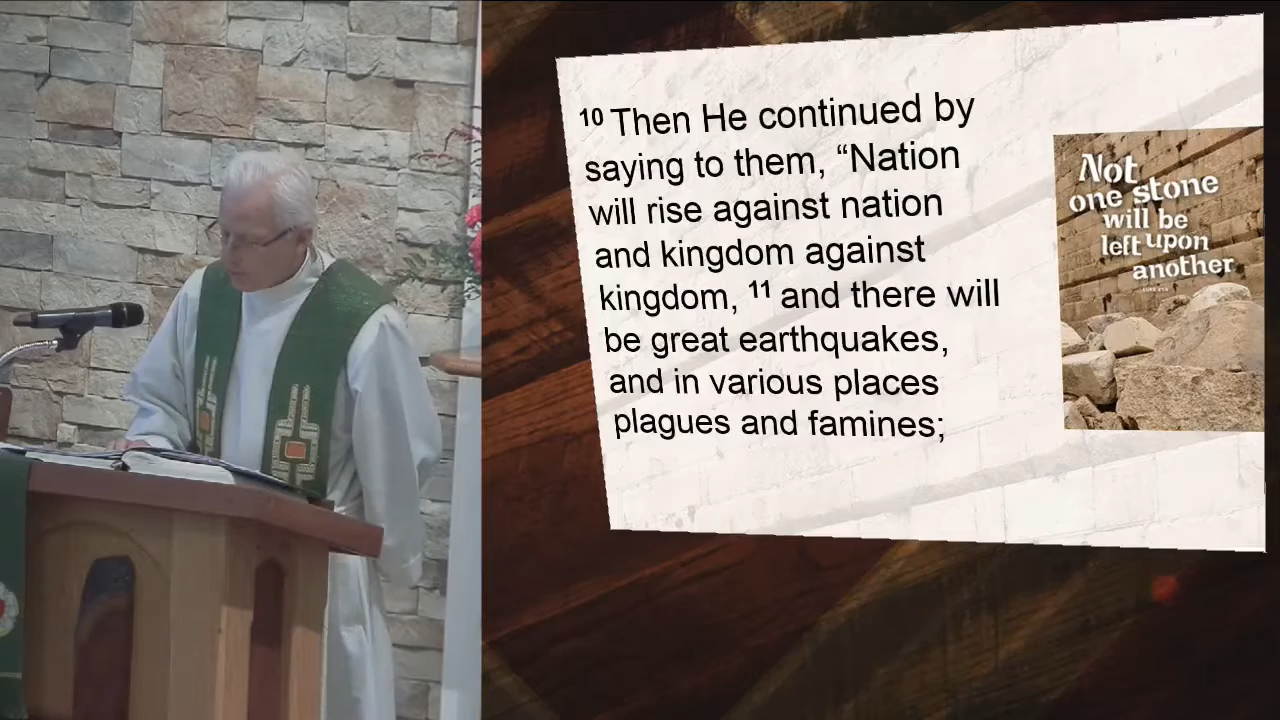 ¹⁰ Then He continued by
saying to them, “Nation
will rise against nation
and kingdom against
kingdom, ¹¹ and there will
be great earthquakes,
and in various places
plagues and famines;
Not
one stone
will be
left upon
another